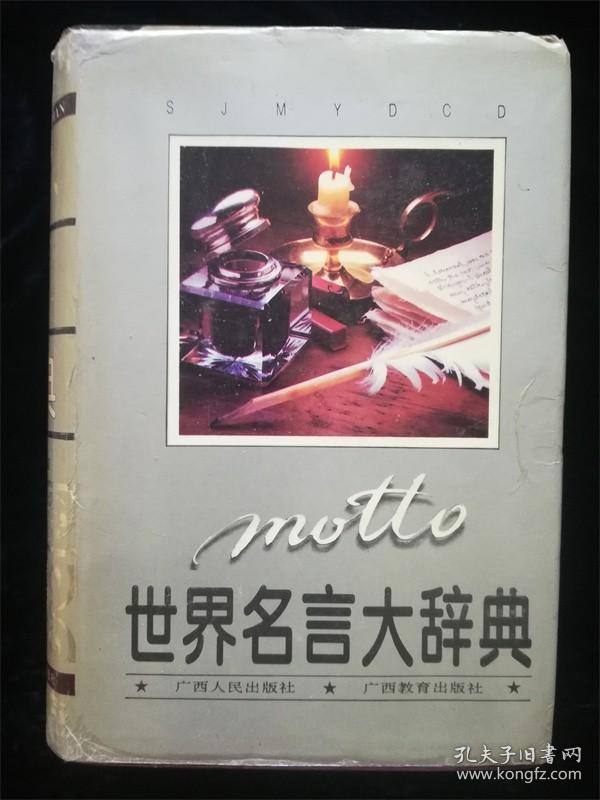 S J M Y D C D
motto
世界名言大辞典
★ 广西人民出版社 ★ 广西教育出版社 ★
孔夫子旧书网
www.kongfz.com